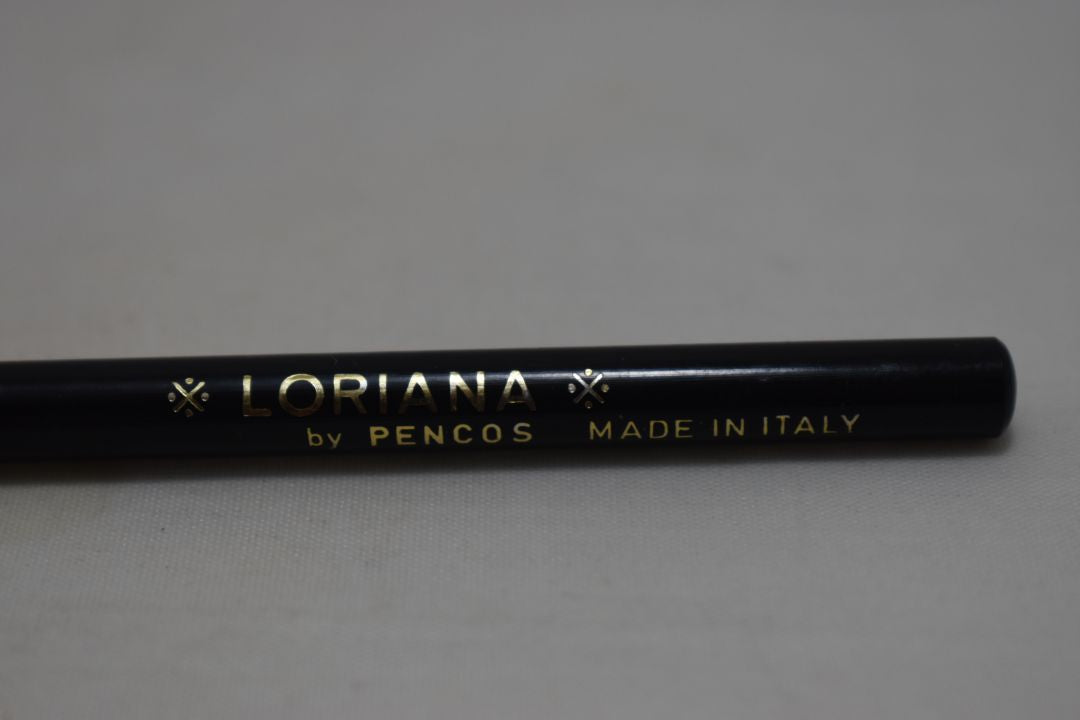 LORIANA
by PENCOS MADE IN ITALY